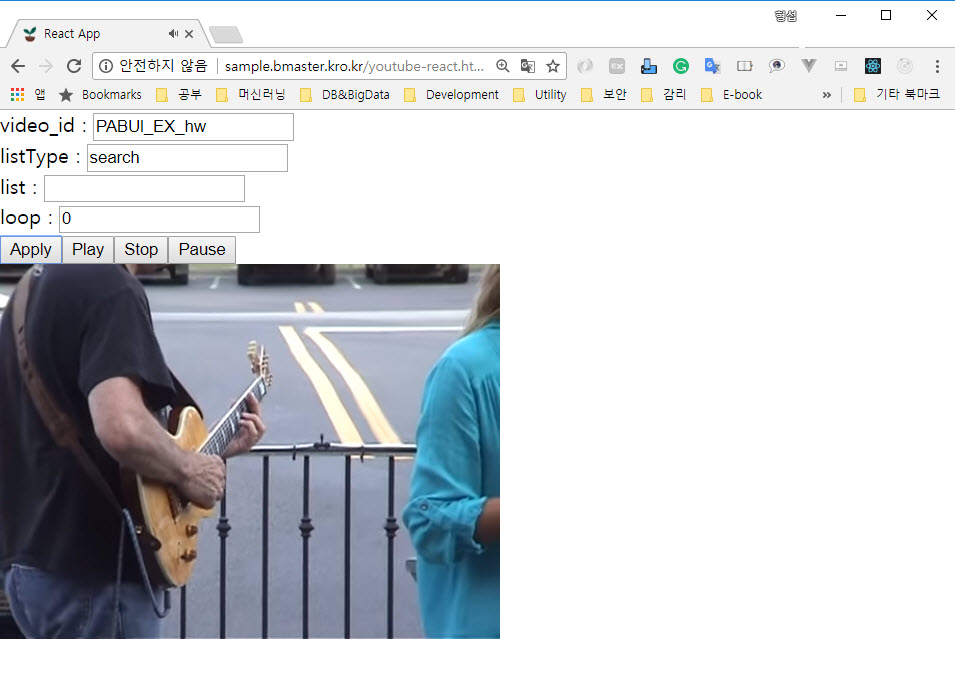 형섭
React App
안전하지 않음 sample.bmaster.kro.kr/youtube-react.ht...
앱 Bookmarks 공부 머신러닝 DB&BigData Development Utility 보안 감리 E-book » 기타 북마크
video_id : PABUl_EX_hw
listType : search
list :
loop : 0
Apply Play Stop Pause